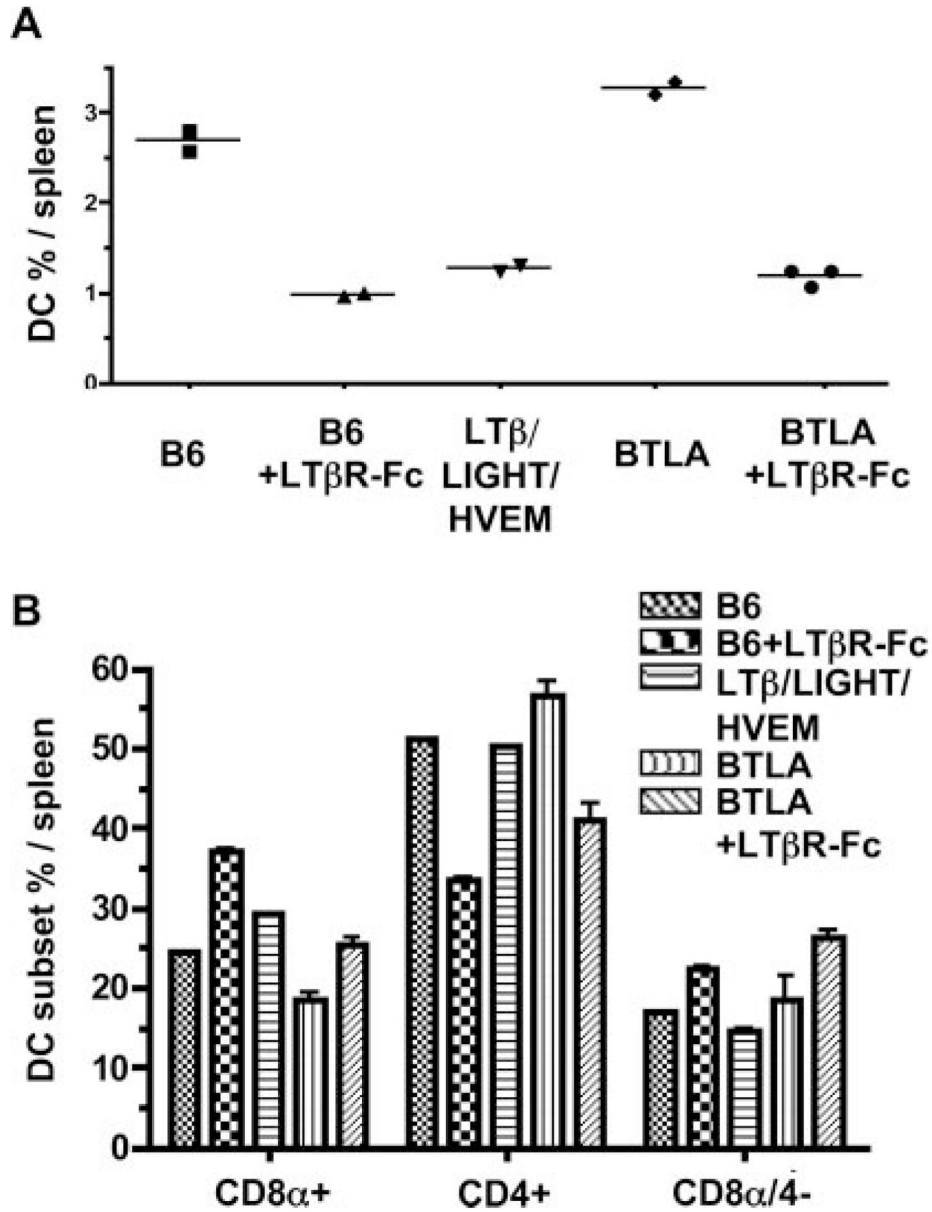 A
DC % / spleen
3
2
1
0
B6
B6
+LTβR-Fc
LTβ/
LIGHT/
HVEM
BTLA
BTLA
+LTβR-Fc
B
B6
B6+LTβR-Fc
LTβ/LIGHT/
HVEM
BTLA
BTLA
+LTβR-Fc
DC subset % / spleen
60
50
40
30
20
10
0
CD8α+
CD4+
CD8α/4-